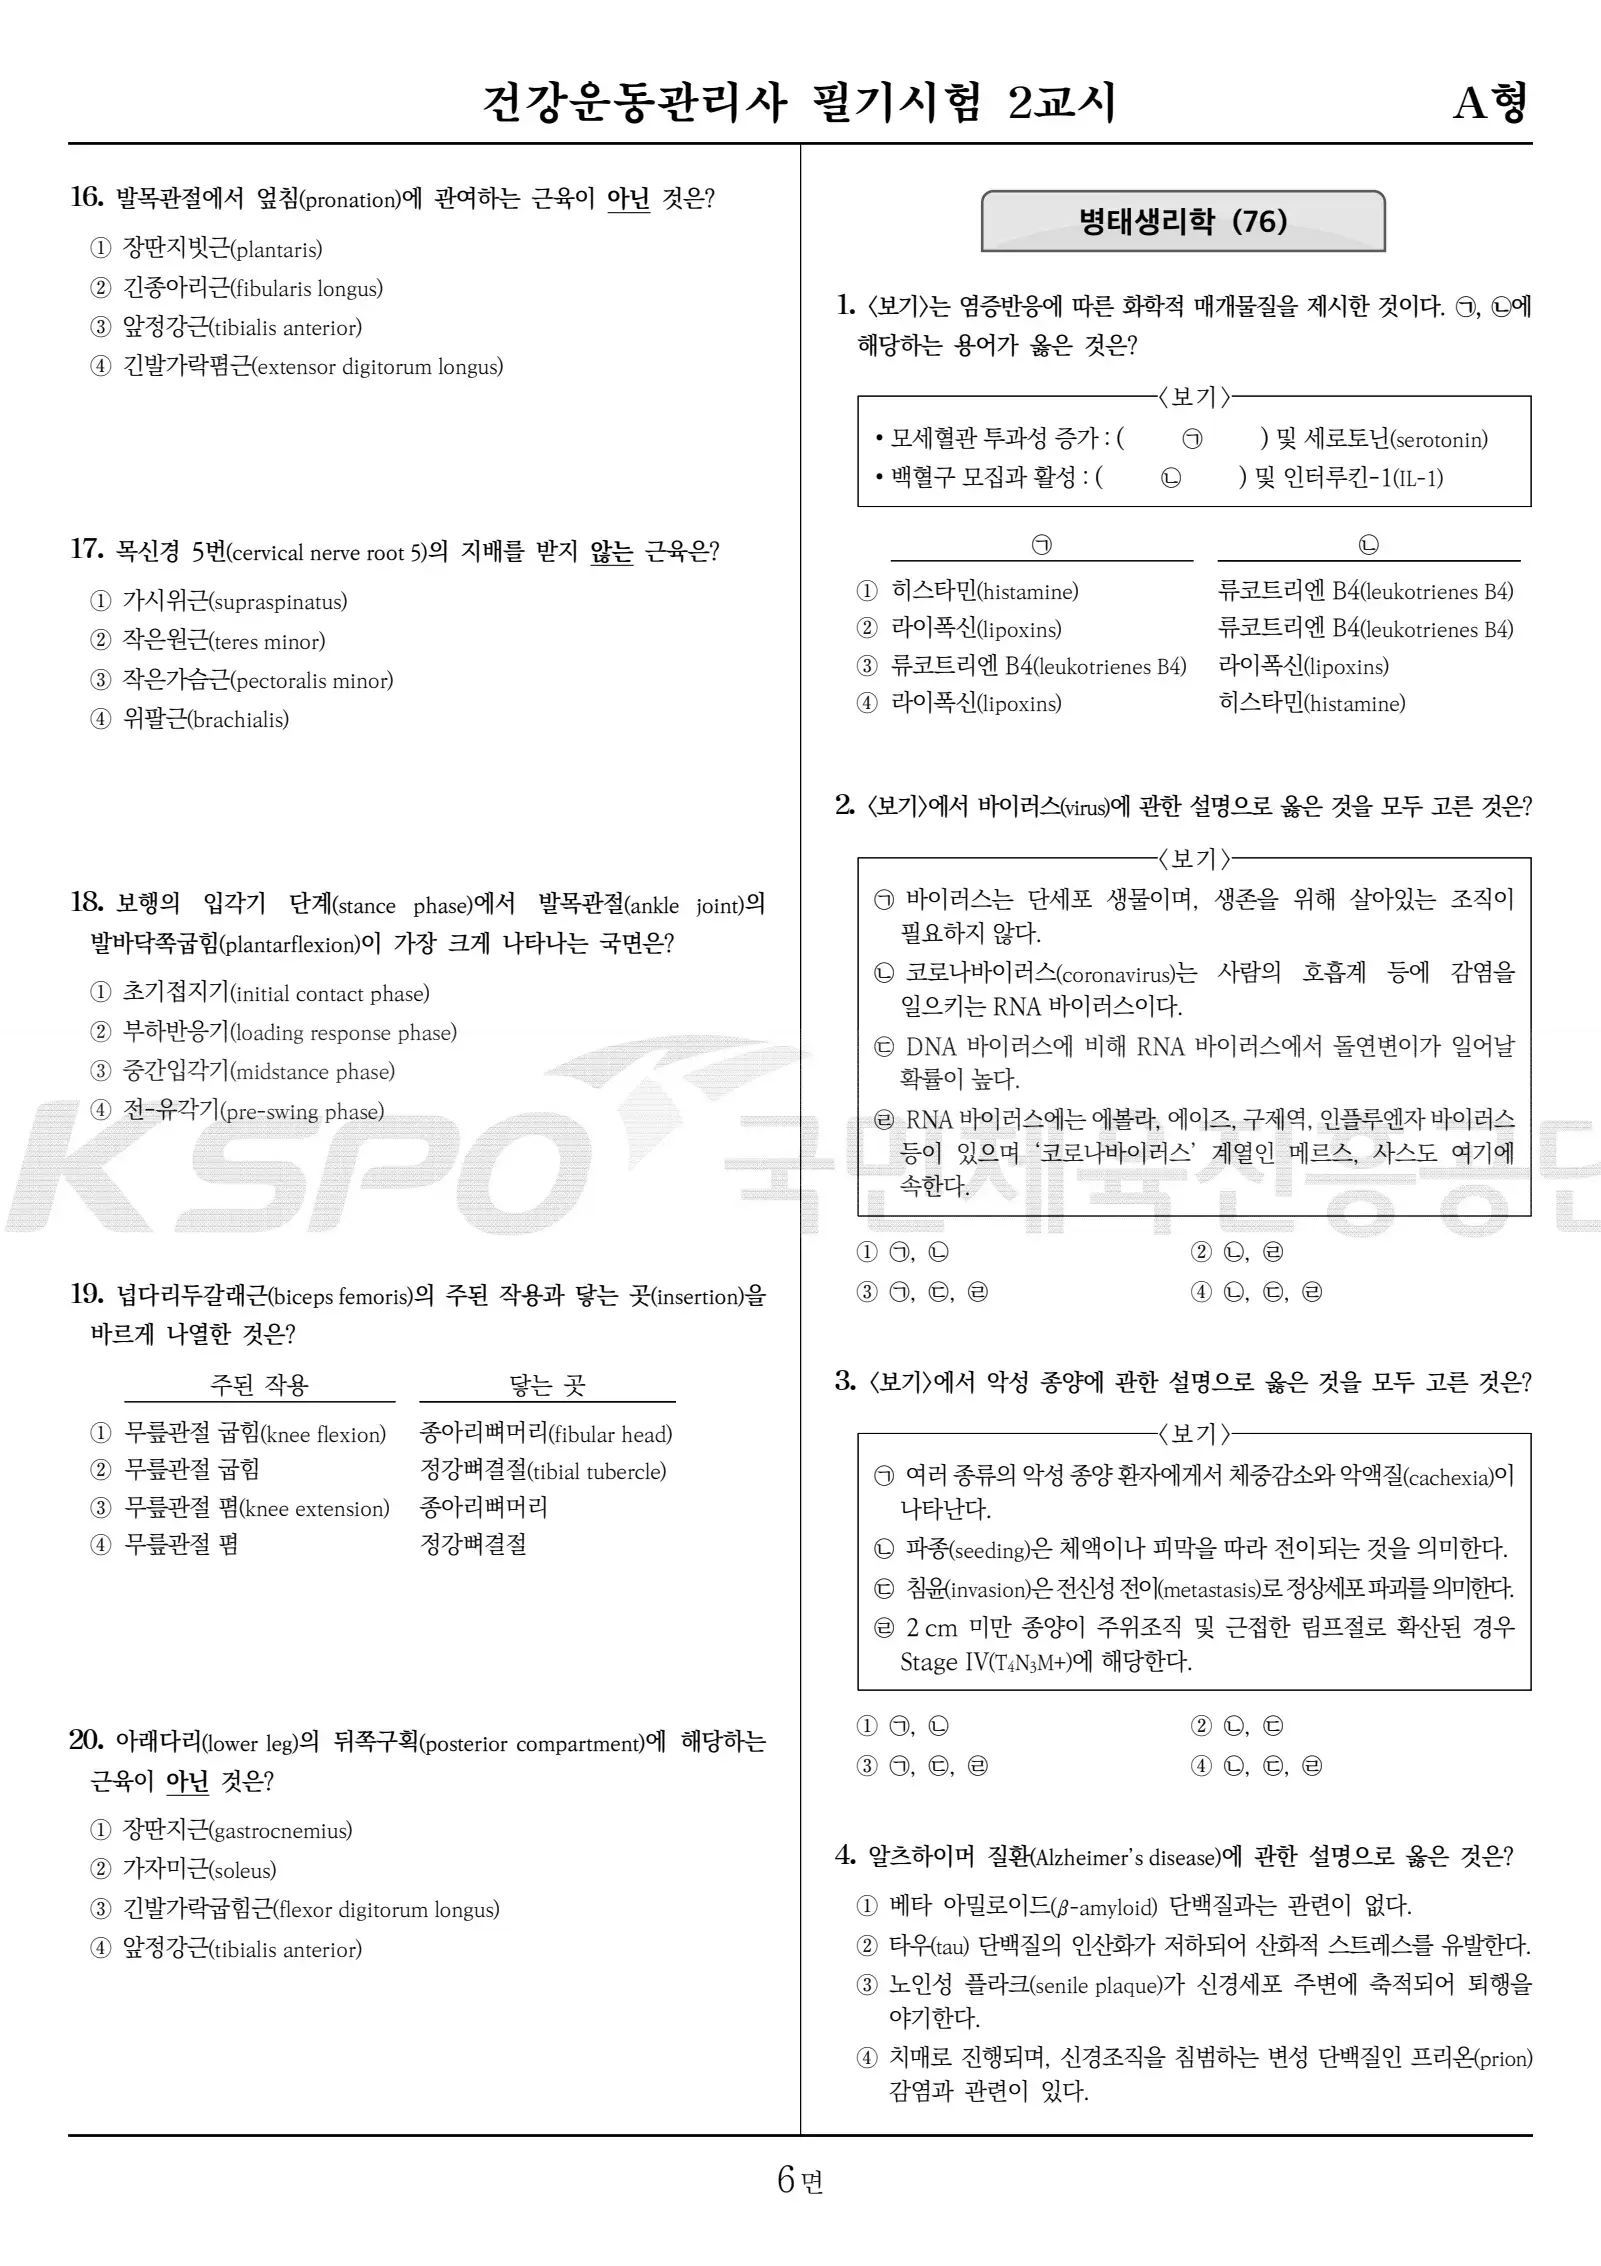 건강운동관리사 필기시험 2교시
A형
16. 발목관절에서 엎침(pronation)에 관여하는 근육이 아닌 것은?
① 장딴지빗근(plantaris)
② 긴종아리근(fibularis longus)
③ 앞정강근(tibialis anterior)
④ 긴발가락폄근(extensor digitorum longus)
17. 목신경 5번(cervical nerve root 5)의 지배를 받지 않는 근육은?
① 가시위근(supraspinatus)
② 작은원근(teres minor)
③ 작은가슴근(pectoralis minor)
④ 위팔근(brachialis)
18. 보행의 입각기 단계(stance phase)에서 발목관절(ankle joint)의
발바닥쪽굽힘(plantarflexion)이 가장 크게 나타나는 국면은?
① 초기접지기(initial contact phase)
② 부하반응기(loading response phase)
③ 중간입각기(midstance phase)
④ 전-유각기(pre-swing phase)
19. 넙다리두갈래근(biceps femoris)의 주된 작용과 닿는 곳(insertion)을
바르게 나열한 것은?
주된 작용 닿는 곳
① 무릎관절 굽힘(knee flexion) 종아리뼈머리(fibular head)
② 무릎관절 굽힘 정강뼈결절(tibial tubercle)
③ 무릎관절 폄(knee extension) 종아리뼈머리
④ 무릎관절 폄 정강뼈결절
20. 아래다리(lower leg)의 뒤쪽구획(posterior compartment)에 해당하는
근육이 아닌 것은?
① 장딴지근(gastrocnemius)
② 가자미근(soleus)
③ 긴발가락굽힘근(flexor digitorum longus)
④ 앞정강근(tibialis anterior)
병태생리학 (76)
1. 〈보기〉는 염증반응에 따른 화학적 매개물질을 제시한 것이다. ㉠, ㉡에
해당하는 용어가 옳은 것은?
〈보기〉
• 모세혈관 투과성 증가 : ( ㉠ ) 및 세로토닌(serotonin)
• 백혈구 모집과 활성 : ( ㉡ ) 및 인터루킨-1(IL-1)
㉠ ㉡
① 히스타민(histamine) 류코트리엔 B4(leukotrienes B4)
② 라이폭신(lipoxins) 류코트리엔 B4(leukotrienes B4)
③ 류코트리엔 B4(leukotrienes B4) 라이폭신(lipoxins)
④ 라이폭신(lipoxins) 히스타민(histamine)
2. 〈보기〉에서 바이러스(virus)에 관한 설명으로 옳은 것을 모두 고른 것은?
〈보기〉
㉠ 바이러스는 단세포 생물이며, 생존을 위해 살아있는 조직이
필요하지 않다.
㉡ 코로나바이러스(coronavirus)는 사람의 호흡계 등에 감염을
일으키는 RNA 바이러스이다.
㉢ DNA 바이러스에 비해 RNA 바이러스에서 돌연변이가 일어날
확률이 높다.
㉣ RNA 바이러스에는 에볼라, 에이즈, 구제역, 인플루엔자 바이러스
등이 있으며 ‘코로나바이러스’ 계열인 메르스, 사스도 여기에
속한다.
① ㉠, ㉡ ② ㉡, ㉣
③ ㉠, ㉢, ㉣ ④ ㉡, ㉢, ㉣
3. 〈보기〉에서 악성 종양에 관한 설명으로 옳은 것을 모두 고른 것은?
〈보기〉
㉠ 여러 종류의 악성 종양 환자에게서 체중감소와 악액질(cachexia)이
나타난다.
㉡ 파종(seeding)은 체액이나 피막을 따라 전이되는 것을 의미한다.
㉢ 침윤(invasion)은 전신성 전이(metastasis)로 정상세포 파괴를 의미한다.
㉣ 2 cm 미만 종양이 주위조직 및 근접한 림프절로 확산된 경우
Stage IV(T₄N₃M+)에 해당한다.
① ㉠, ㉡ ② ㉡, ㉢
③ ㉠, ㉢, ㉣ ④ ㉡, ㉢, ㉣
4. 알츠하이머 질환(Alzheimer’s disease)에 관한 설명으로 옳은 것은?
① 베타 아밀로이드(β-amyloid) 단백질과는 관련이 없다.
② 타우(tau) 단백질의 인산화가 저하되어 산화적 스트레스를 유발한다.
③ 노인성 플라크(senile plaque)가 신경세포 주변에 축적되어 퇴행을
야기한다.
④ 치매로 진행되며, 신경조직을 침범하는 변성 단백질인 프리온(prion)
감염과 관련이 있다.
KSPO 국민체육진흥공단
6면